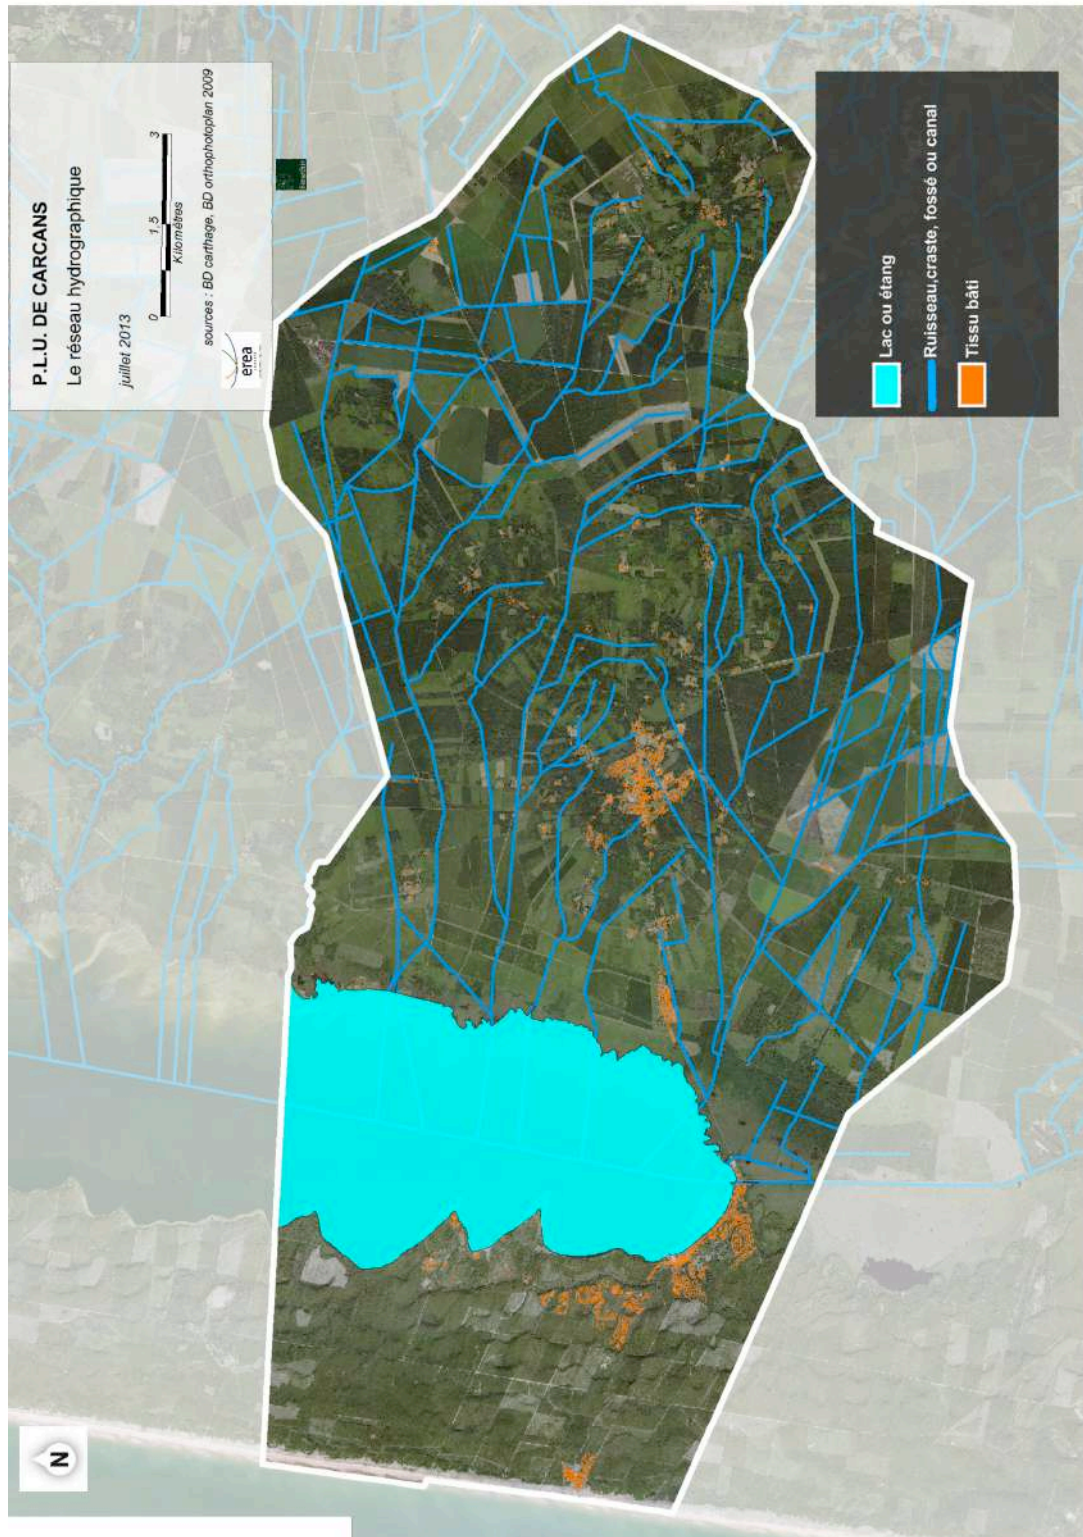 P.L.U. DE CARCANS
Le réseau hydrographique
juillet 2013
0 1,5 3
Kilomètres
sources : BD carthage, BD orthophotoplan 2009
erea
Lac ou étang
Ruisseau,craste, fossé ou canal
Tissu bâti
N